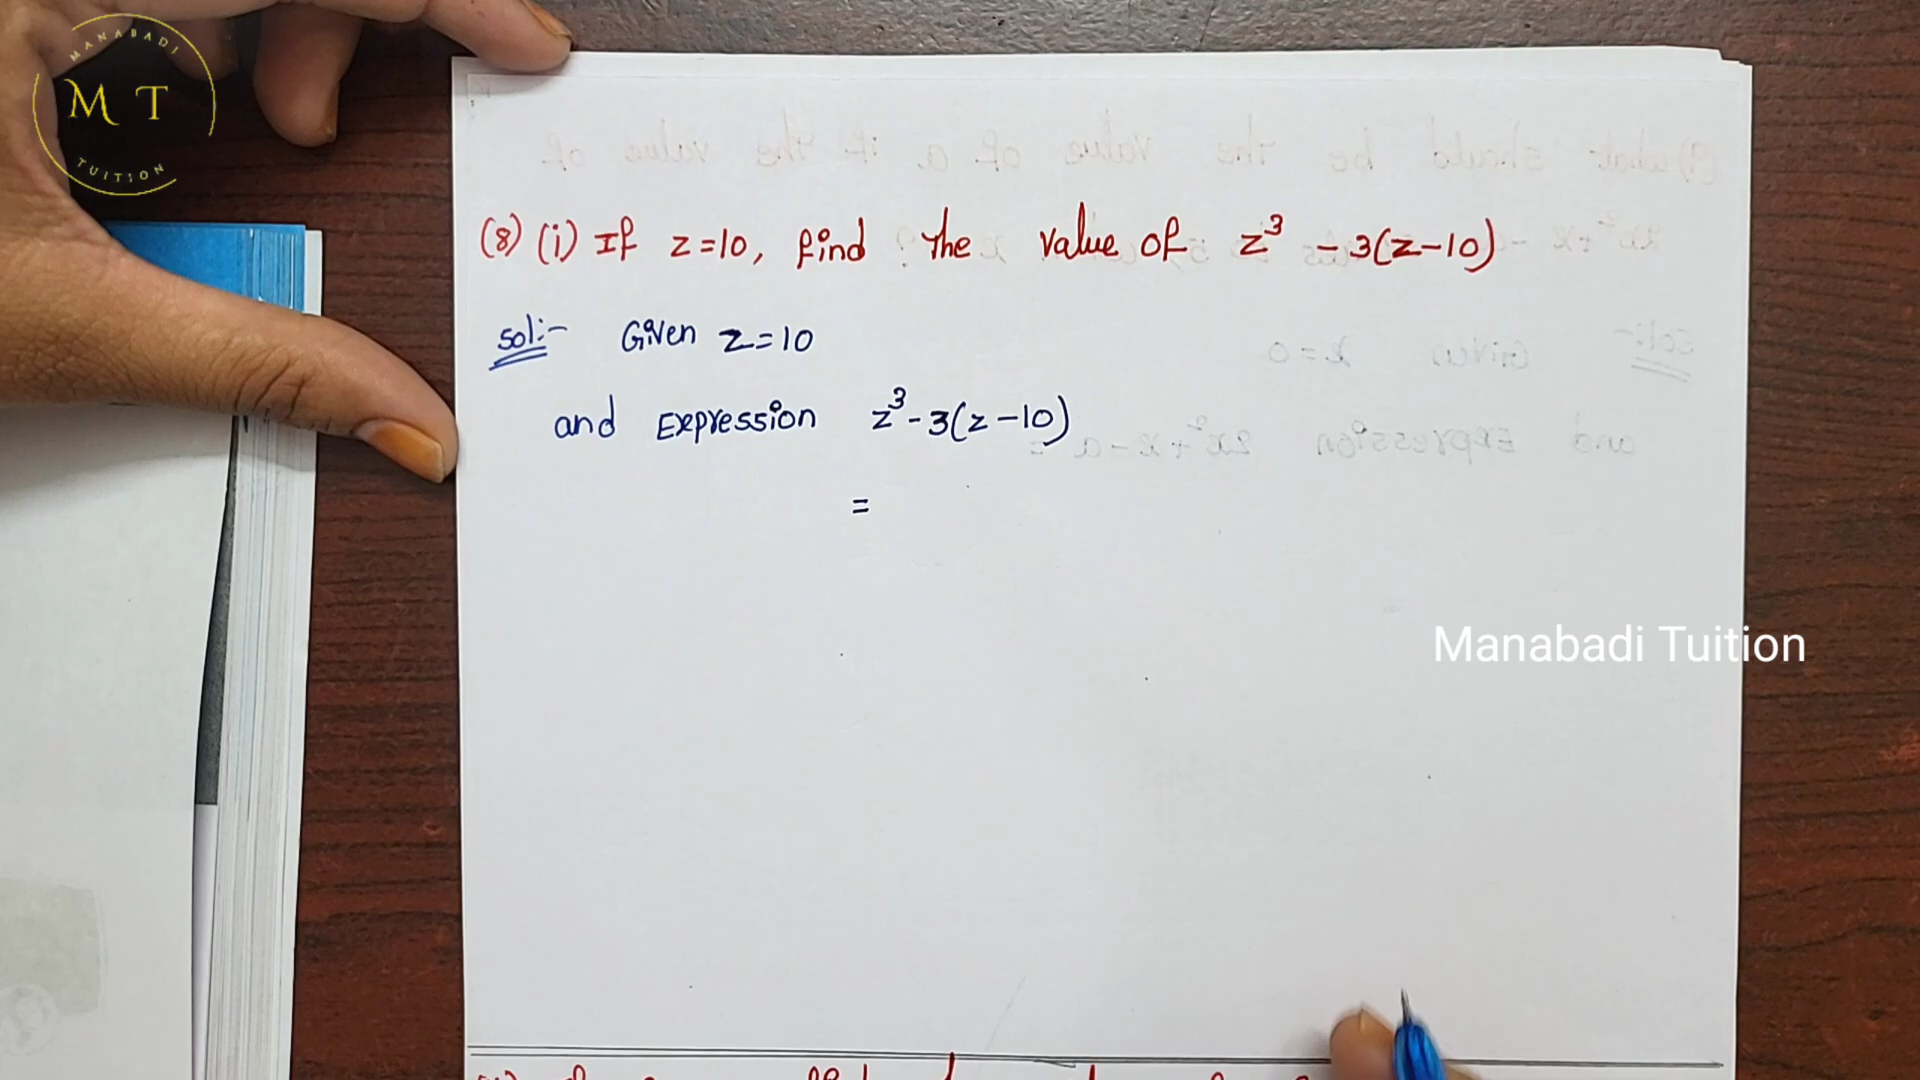 MANABADI
M T
TUITION
(8) (i) If z=10, find the value of z³ - 3(z-10)
Sol:- Given z=10
and Expression z³-3(z-10)
=
Manabadi Tuition